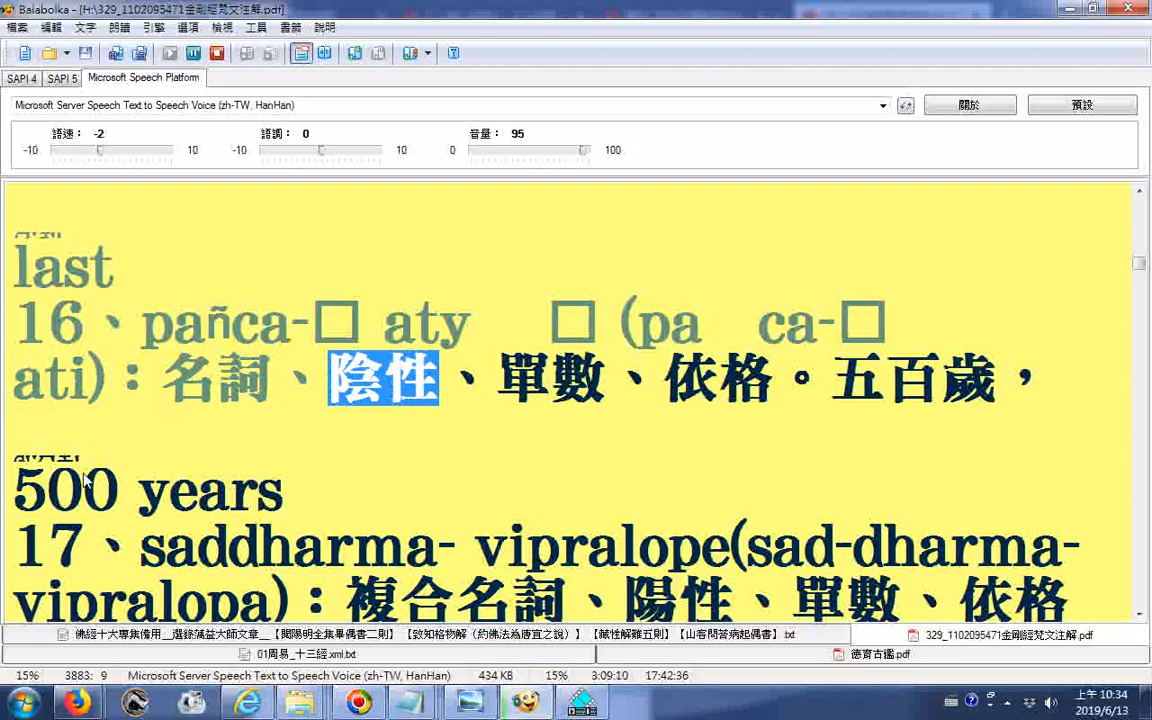 Balabolka - [H:\329_1102095471金剛經梵文注解.pdf]
檔案 編輯 文字 朗讀 引擎 選項 檢視 工具 書籤 說明
SAPI 4 SAPI 5 Microsoft Speech Platform
Microsoft Server Speech Text to Speech Voice (zh-TW, HanHan) 關於 預設
語速： -2 語調： 0 音量： 95
-10 10 -10 10 0 100
last
16、pañca-□ aty □ (pa ca-□
ati)：名詞、陰性、單數、依格。五百歲，
500 years
17、saddharma- vipralope(sad-dharma-
vipralopa)：複合名詞、陽性、單數、依格
佛經十大專集備用__選錄蕅益大師文章__【閱陽明全集畢偶書二則】【致知格物解（約佛法為唐宜之說）】【藏性解難五則】【山客問答病起偶書】.txt 329_1102095471金剛經梵文注解.pdf
01周易_十三經.xml.txt 德育古鑑.pdf
15% 3883: 9 Microsoft Server Speech Text to Speech Voice (zh-TW, HanHan) 434 KB 15% 3:09:10 17:42:36
上午 10:34
2019/6/13